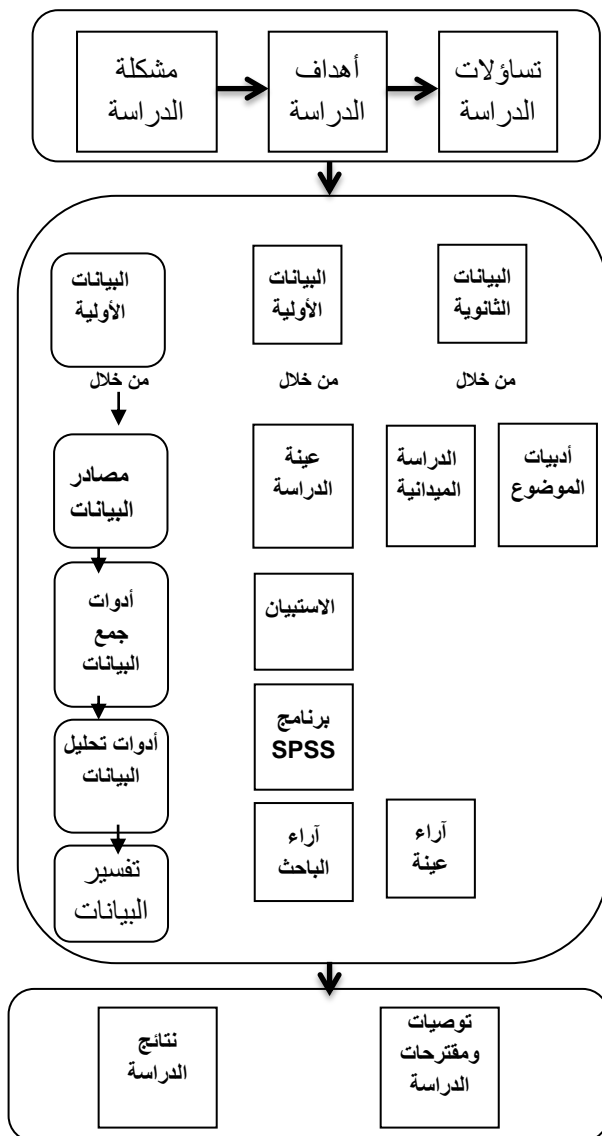 مشكلة
الدراسة
أهداف
الدراسة
تساؤلات
الدراسة
البيانات
الأولية
البيانات
الأولية
البيانات
الثانوية
من خلال
من خلال
من خلال
مصادر
البيانات
عينة
الدراسة
الدراسة
الميدانية
أدبيات
الموضوع
أدوات
جمع
البيانات
الاستبيان
أدوات تحليل
البيانات
برنامج
SPSS
تفسير
البيانات
آراء
الباحث
آراء
عينة
نتائج
الدراسة
توصيات
ومقترحات
الدراسة